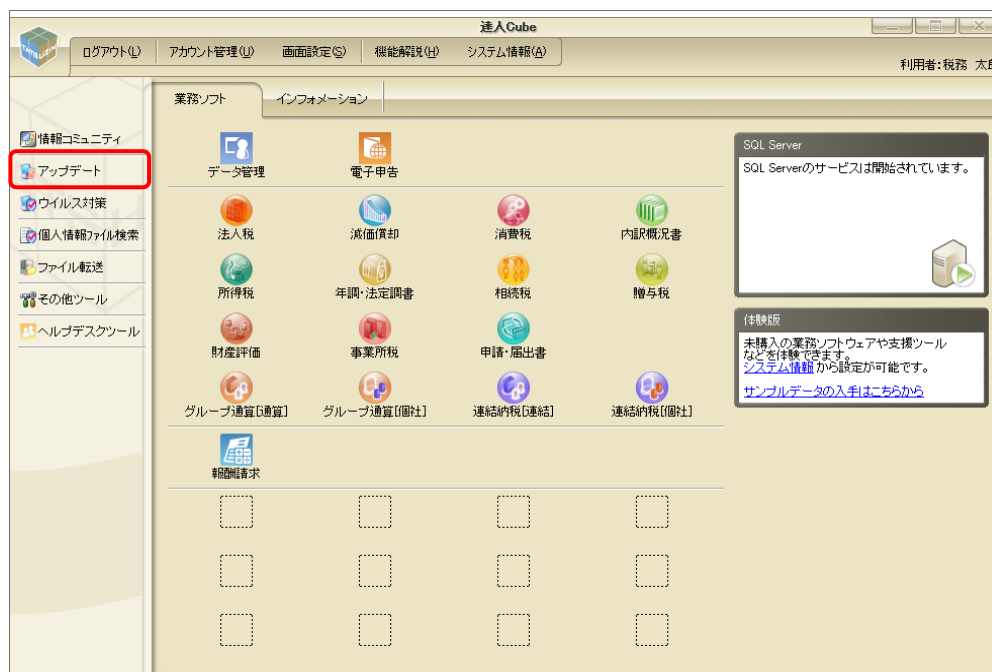 達人Cube
ログアウト(L)
アカウント管理(U)
画面設定(S)
機能解説(H)
システム情報(A)
利用者:税務 太郎
業務ソフト
インフォメーション
情報コミュニティ
アップデート
ウイルス対策
個人情報ファイル検索
ファイル転送
その他ツール
ヘルプデスクツール
データ管理
電子申告
法人税
減価償却
消費税
内訳概況書
所得税
年調・法定調書
相続税
贈与税
財産評価
事業所税
申請・届出書
グループ通算[通算]
グループ通算[個社]
連結納税[連結]
連結納税[個社]
報酬請求
SQL Server
SQL Serverのサービスは開始されています。
体験版
未購入の業務ソフトウェアや支援ツール
などを体験できます。
システム情報 から設定が可能です。
サンプルデータの入手はこちらから